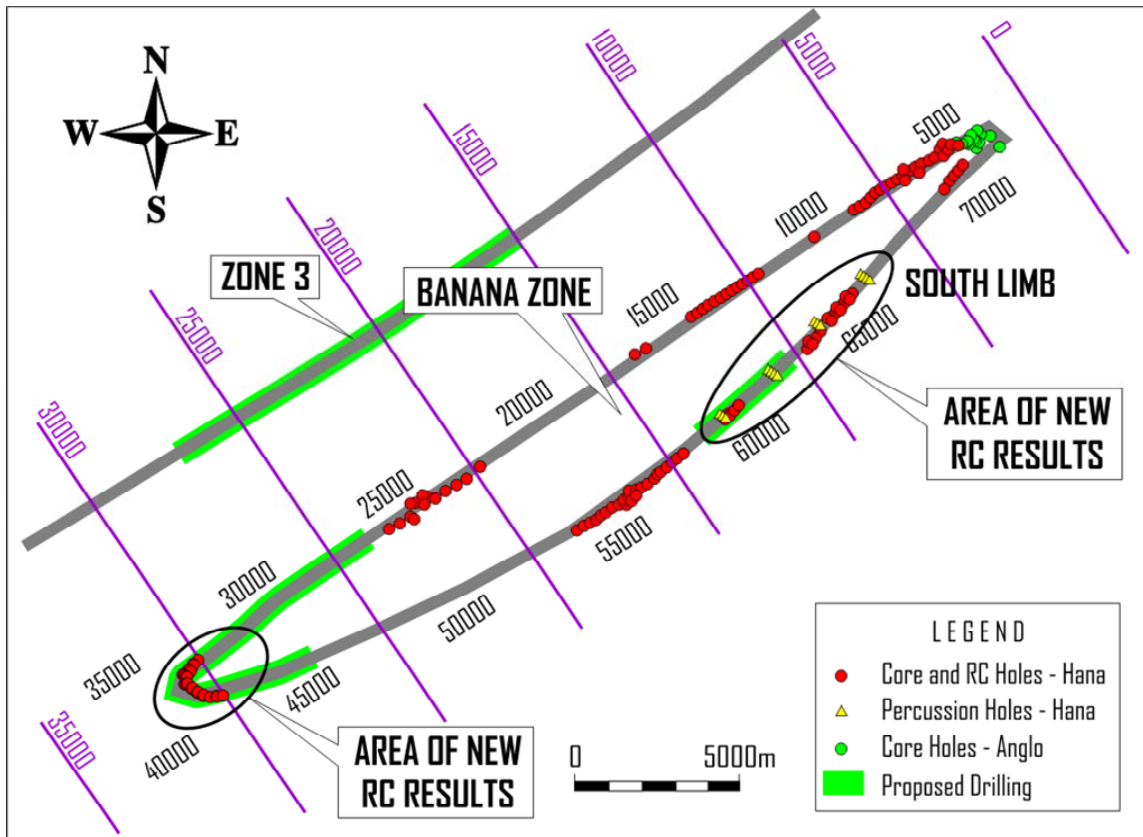 N
W
E
S
0
5000
10000
15000
20000
25000
30000
35000
ZONE 3
BANANA ZONE
SOUTH LIMB
5000
10000
15000
20000
25000
30000
35000
40000
45000
50000
55000
60000
65000
70000
AREA OF NEW
RC RESULTS
AREA OF NEW
RC RESULTS
0
5000m
LEGEND
Core and RC Holes - Hana
Percussion Holes - Hana
Core Holes - Anglo
Proposed Drilling